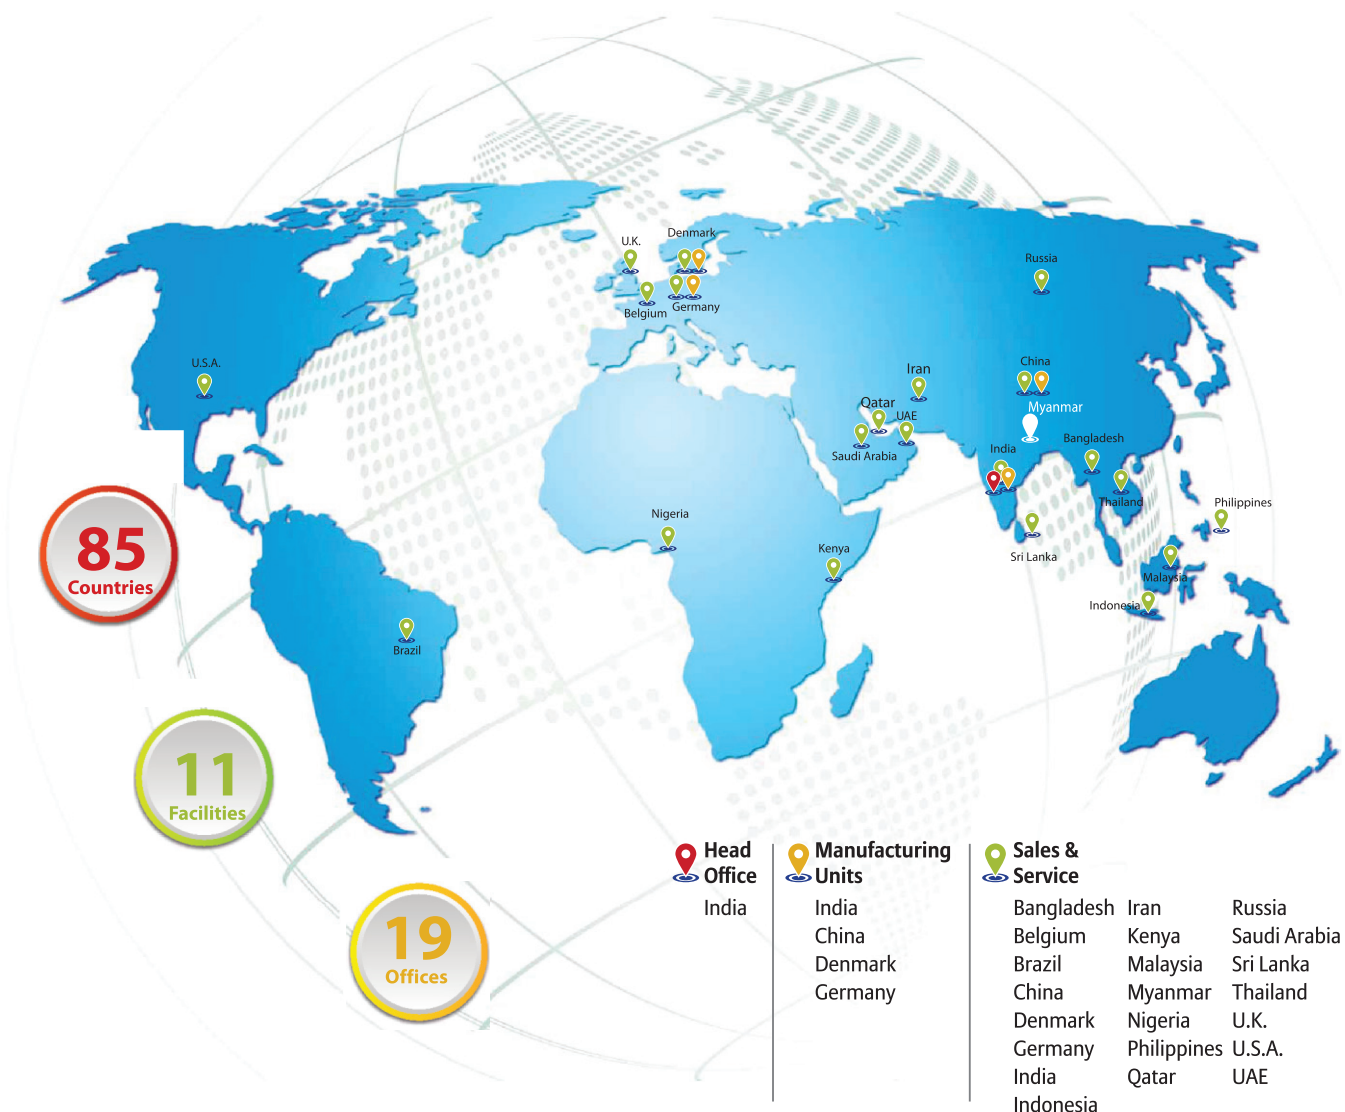 Denmark
U.K.
Russia
Belgium
Germany
U.S.A.
China
Iran
Qatar
Myanmar
UAE
Bangladesh
India
Saudi Arabia
Thailand
Philippines
Nigeria
Kenya
Sri Lanka
Malaysia
Indonesia
Brazil
85
Countries
11
Facilities
19
Offices
Head
Office
India
Manufacturing
Units
India
China
Denmark
Germany
Sales &
Service
Bangladesh
Belgium
Brazil
China
Denmark
Germany
India
Indonesia
Iran
Kenya
Malaysia
Myanmar
Nigeria
Philippines
Qatar
Russia
Saudi Arabia
Sri Lanka
Thailand
U.K.
U.S.A.
UAE